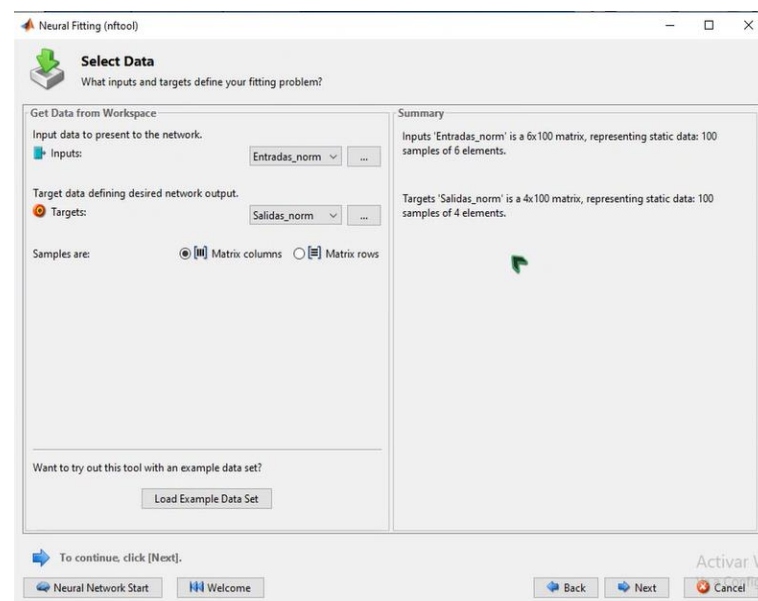 Neural Fitting (nftool)
Select Data
What inputs and targets define your fitting problem?
Get Data from Workspace
Input data to present to the network.
Inputs:
Entradas_norm
...
Target data defining desired network output.
Targets:
Salidas_norm
...
Samples are:
Matrix columns
Matrix rows
Summary
Inputs 'Entradas_norm' is a 6x100 matrix, representing static data: 100
samples of 6 elements.
Targets 'Salidas_norm' is a 4x100 matrix, representing static data: 100
samples of 4 elements.
Want to try out this tool with an example data set?
Load Example Data Set
To continue, click [Next].
Activar
Neural Network Start
Welcome
Back
Next
Cancel